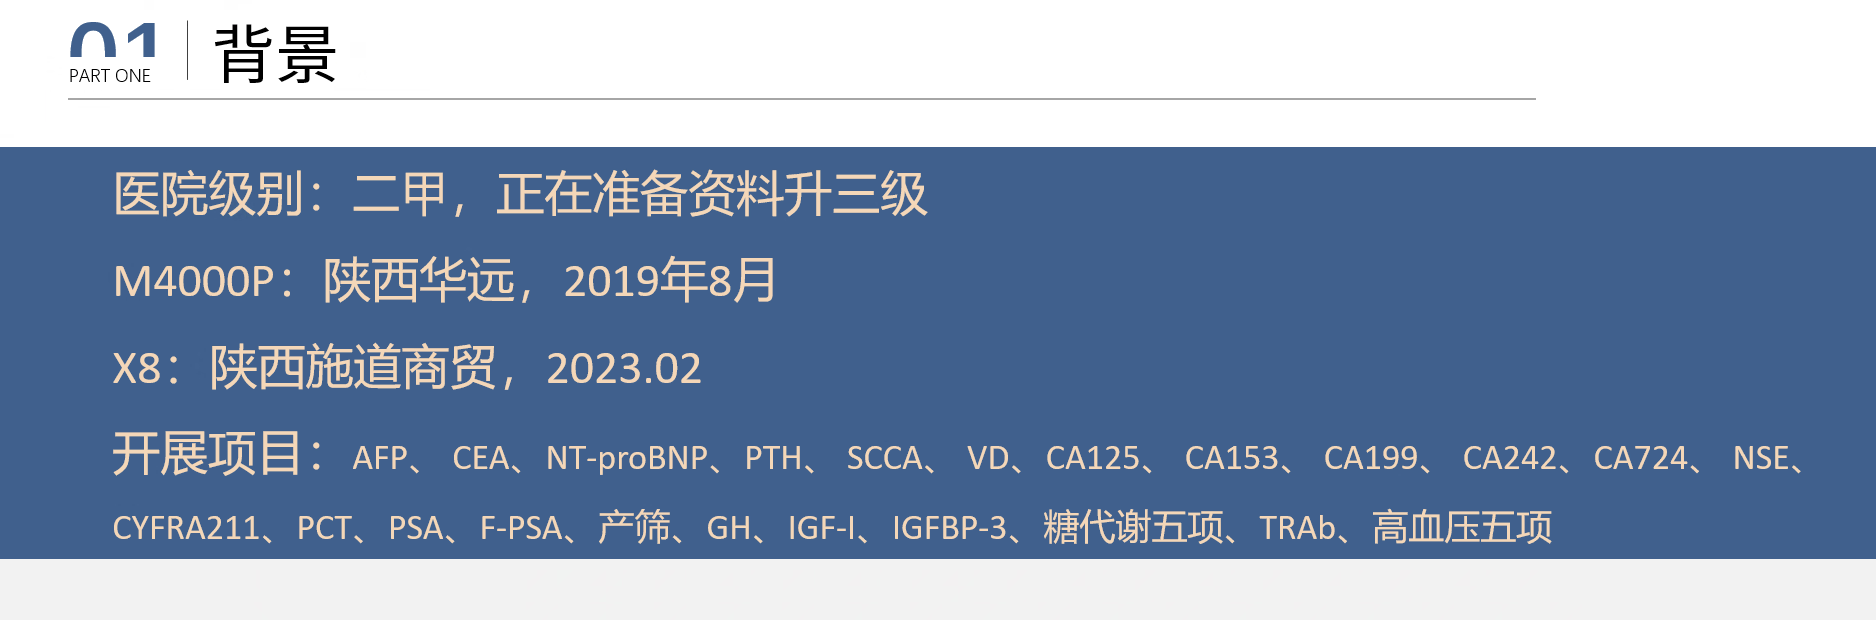 01
PART ONE
背景
医院级别：二甲，正在准备资料升三级
M4000P：陕西华远，2019年8月
X8：陕西施道商贸，2023.02
开展项目：AFP、 CEA、NT-proBNP、PTH、 SCCA、 VD、CA125、 CA153、 CA199、 CA242、CA724、 NSE、
CYFRA211、PCT、PSA、F-PSA、产筛、GH、IGF-I、IGFBP-3、糖代谢五项、TRAb、高血压五项